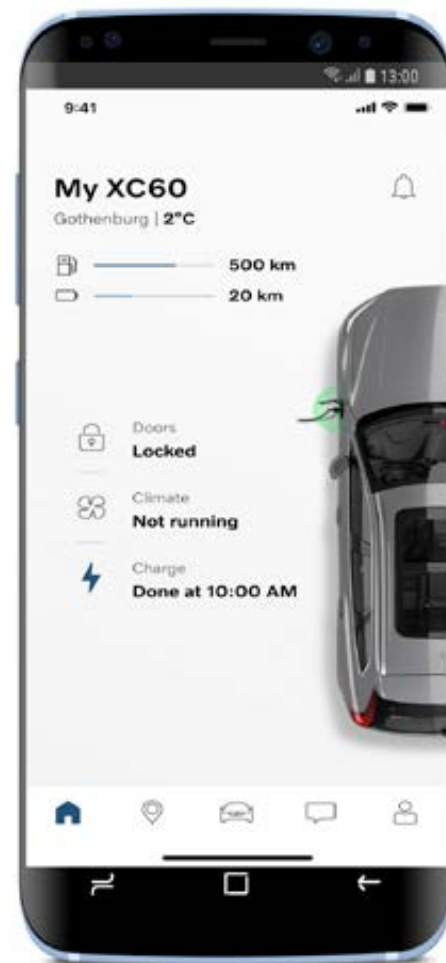 13:00
9:41
My XC60
Gothenburg | 2°C
500 km
20 km
Doors
Locked
Climate
Not running
Charge
Done at 10:00 AM